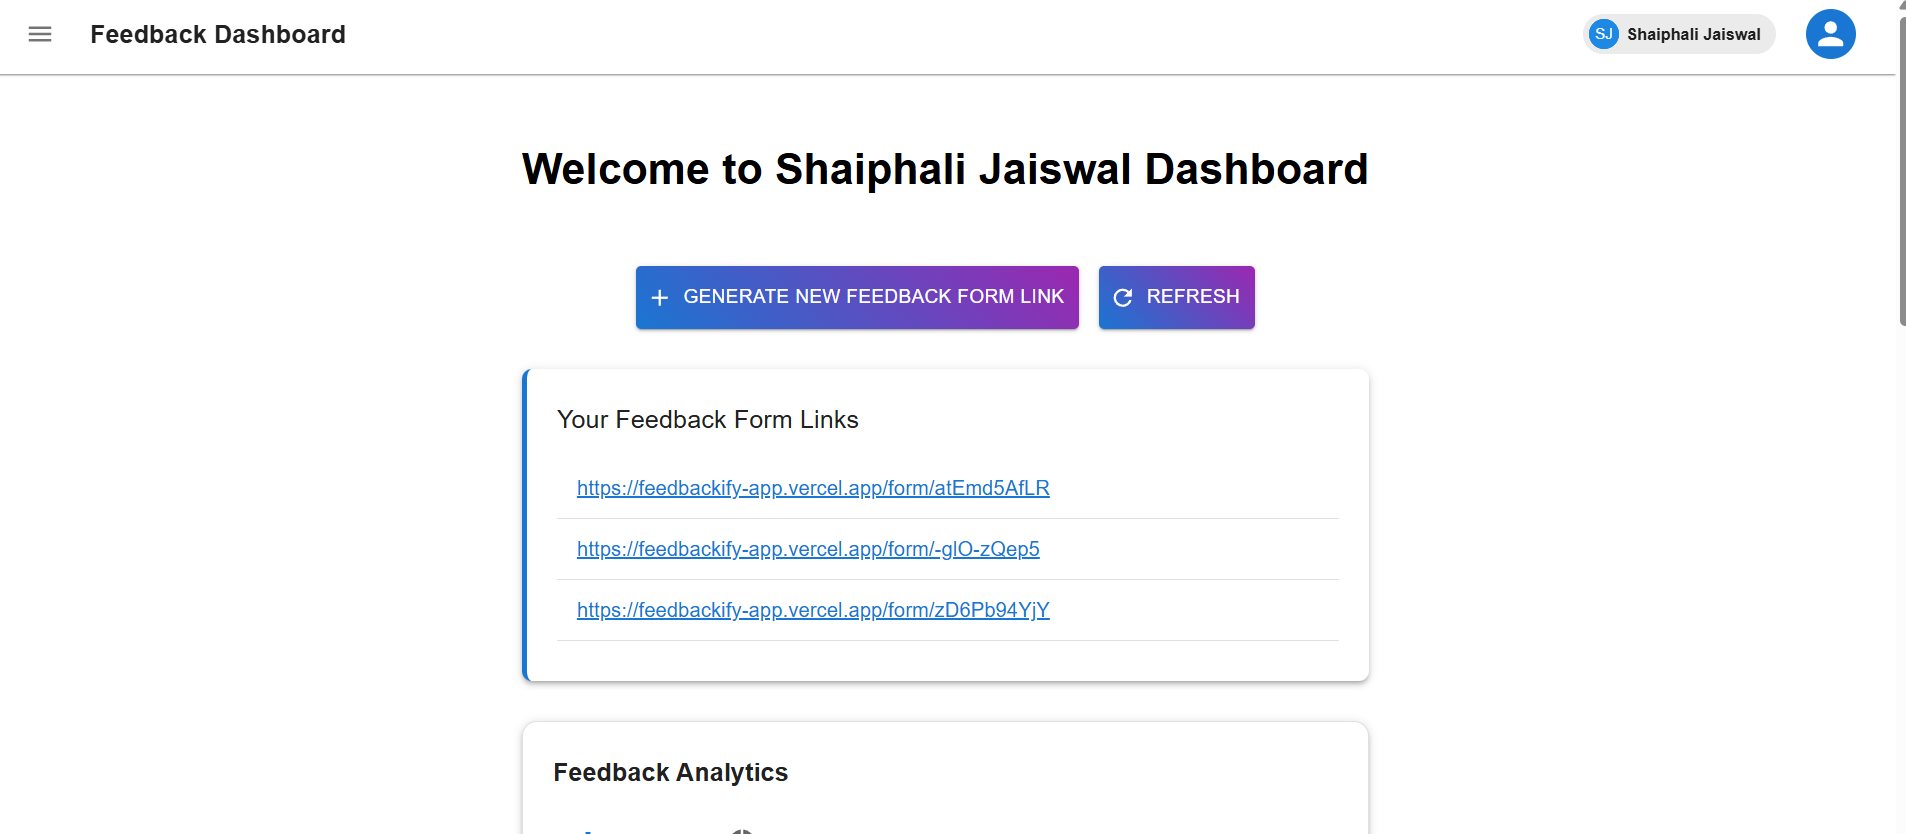 Feedback Dashboard
SJ Shaiphali Jaiswal
Welcome to Shaiphali Jaiswal Dashboard
GENERATE NEW FEEDBACK FORM LINK
REFRESH
Your Feedback Form Links
https://feedbackify-app.vercel.app/form/atEmd5AfLR
https://feedbackify-app.vercel.app/form/-glO-zQep5
https://feedbackify-app.vercel.app/form/zD6Pb94YjY
Feedback Analytics